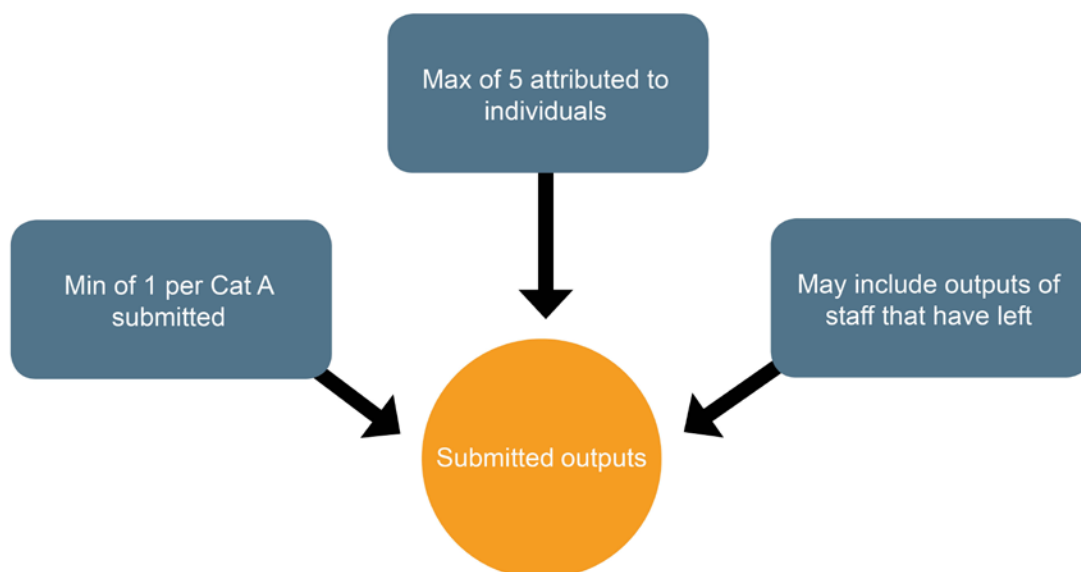 Max of 5 attributed to
individuals
Min of 1 per Cat A
submitted
May include outputs of
staff that have left
Submitted outputs